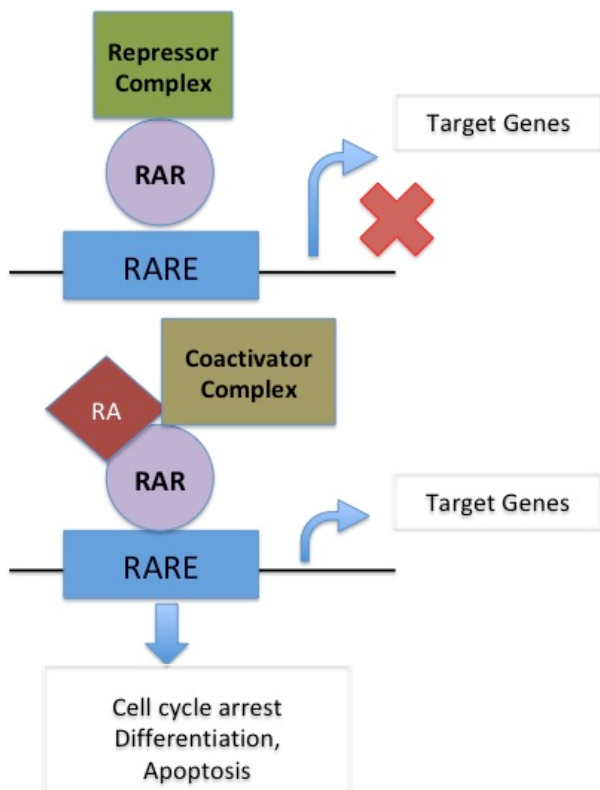 Repressor
Complex
Target Genes
RAR
RARE
Coactivator
Complex
RA
RAR
Target Genes
RARE
Cell cycle arrest
Differentiation,
Apoptosis